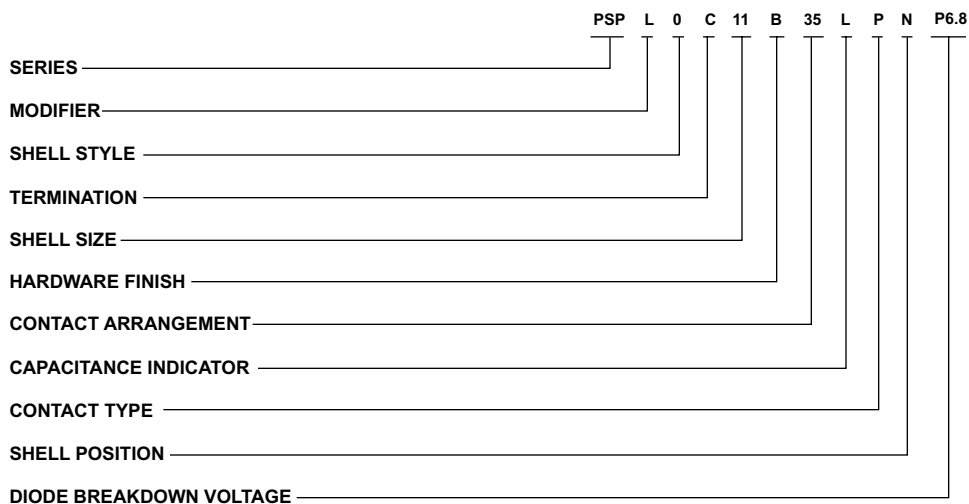 PSP L 0 C 11 B 35 L P N P6.8
SERIES
MODIFIER
SHELL STYLE
TERMINATION
SHELL SIZE
HARDWARE FINISH
CONTACT ARRANGEMENT
CAPACITANCE INDICATOR
CONTACT TYPE
SHELL POSITION
DIODE BREAKDOWN VOLTAGE